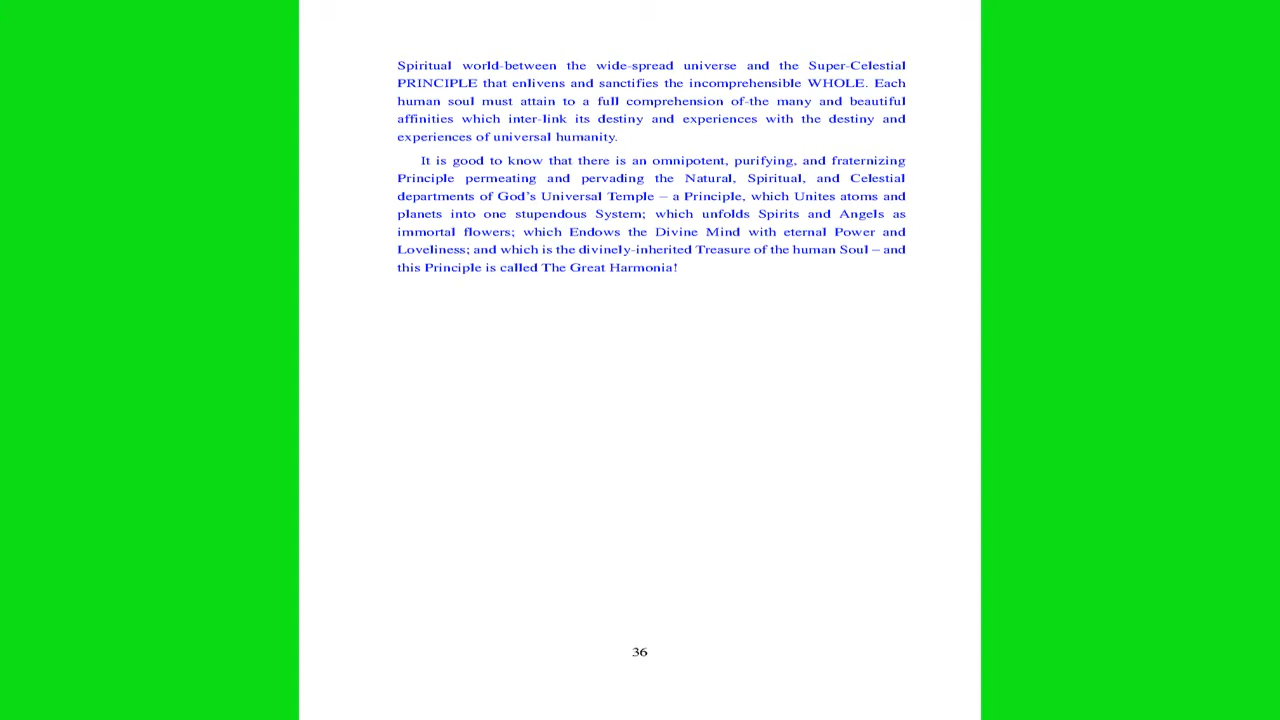 Spiritual world-between the wide-spread universe and the Super-Celestial
PRINCIPLE that enlivens and sanctifies the incomprehensible WHOLE. Each
human soul must attain to a full comprehension of-the many and beautiful
affinities which inter-link its destiny and experiences with the destiny and
experiences of universal humanity.
It is good to know that there is an omnipotent, purifying, and fraternizing
Principle permeating and pervading the Natural, Spiritual, and Celestial
departments of God's Universal Temple – a Principle, which Unites atoms and
planets into one stupendous System; which unfolds Spirits and Angels as
immortal flowers; which Endows the Divine Mind with eternal Power and
Loveliness; and which is the divinely-inherited Treasure of the human Soul – and
this Principle is called The Great Harmonia!
36